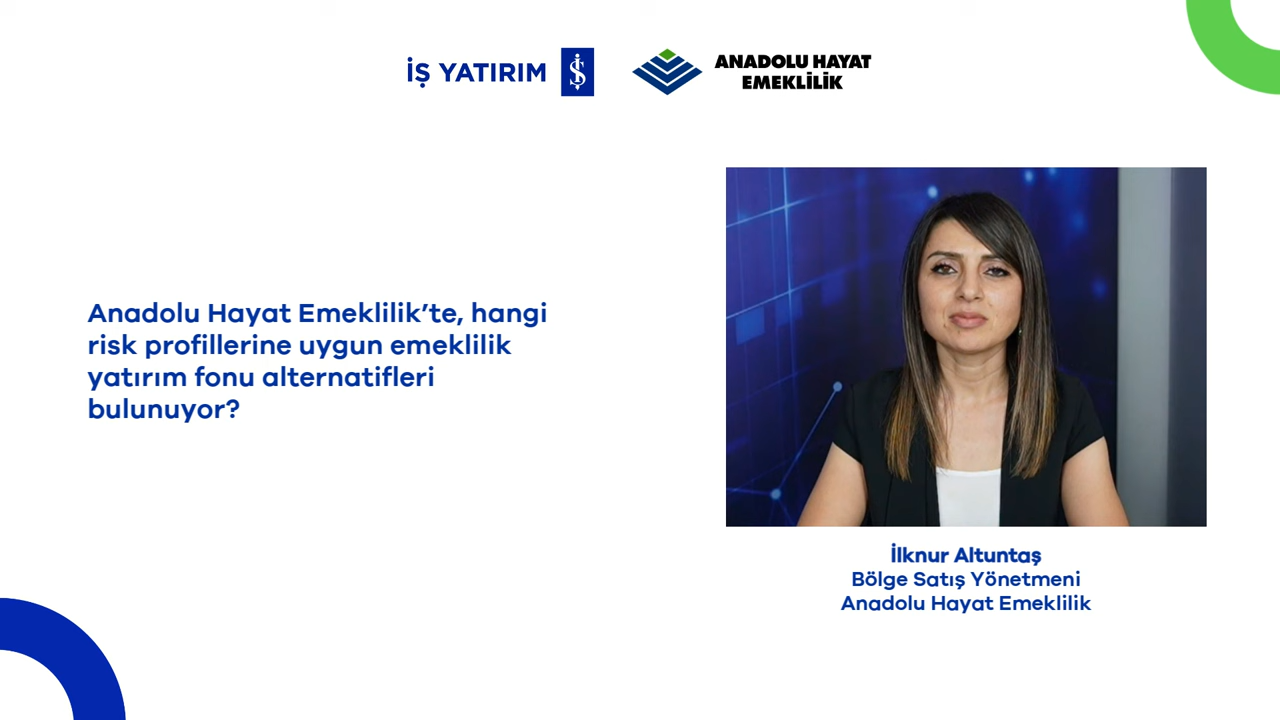 İŞ YATIRIM
ANADOLU HAYAT
EMEKLİLİK
Anadolu Hayat Emeklilik’te, hangi
risk profillerine uygun emeklilik
yatırım fonu alternatifleri
bulunuyor?
İlknur Altuntaş
Bölge Satış Yönetmeni
Anadolu Hayat Emeklilik